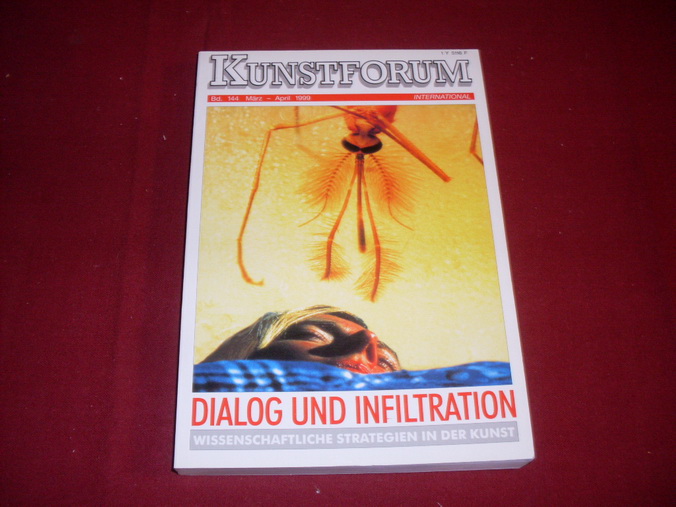 KUNSTFORUM
Bd. 144 März – April 1999 INTERNATIONAL
DIALOG UND INFILTRATION
WISSENSCHAFTLICHE STRATEGIEN IN DER KUNST